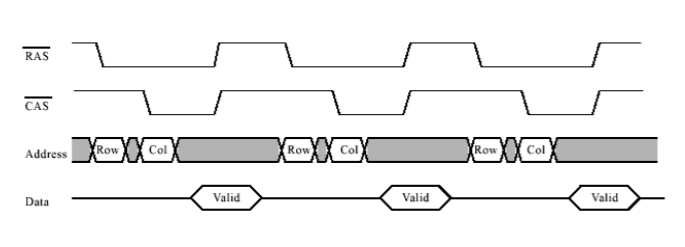 RAS
CAS
Address Row Col Row Col Row Col
Data Valid Valid Valid